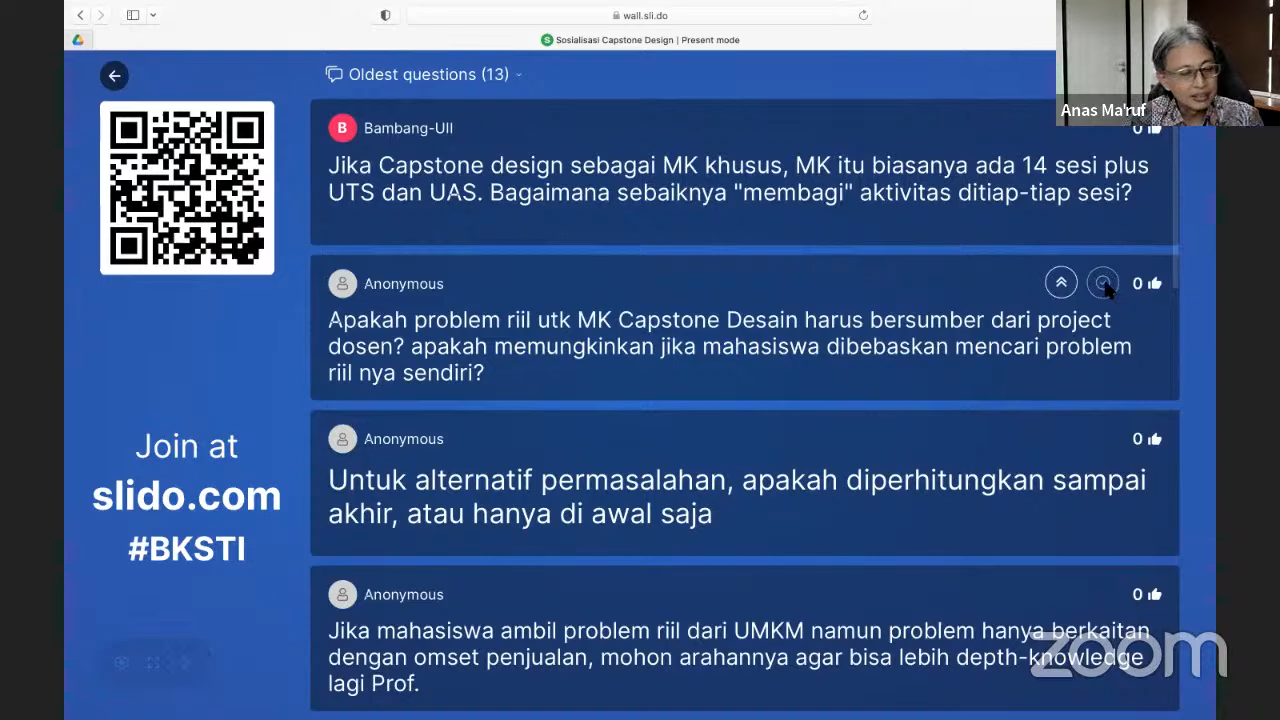 wall.sli.do
Sosialisasi Capstone Design | Present mode
Anas Ma'ruf
Oldest questions (13)
B Bambang-UII
0
Jika Capstone design sebagai MK khusus, MK itu biasanya ada 14 sesi plus
UTS dan UAS. Bagaimana sebaiknya "membagi" aktivitas ditiap-tiap sesi?
Anonymous
0
Apakah problem riil utk MK Capstone Desain harus bersumber dari project
dosen? apakah memungkinkan jika mahasiswa dibebaskan mencari problem
riil nya sendiri?
Anonymous
0
Untuk alternatif permasalahan, apakah diperhitungkan sampai
akhir, atau hanya di awal saja
Anonymous
0
Jika mahasiswa ambil problem riil dari UMKM namun problem hanya berkaitan
dengan omset penjualan, mohon arahannya agar bisa lebih depth-knowledge
lagi Prof.
Join at
slido.com
#BKSTI
zoom